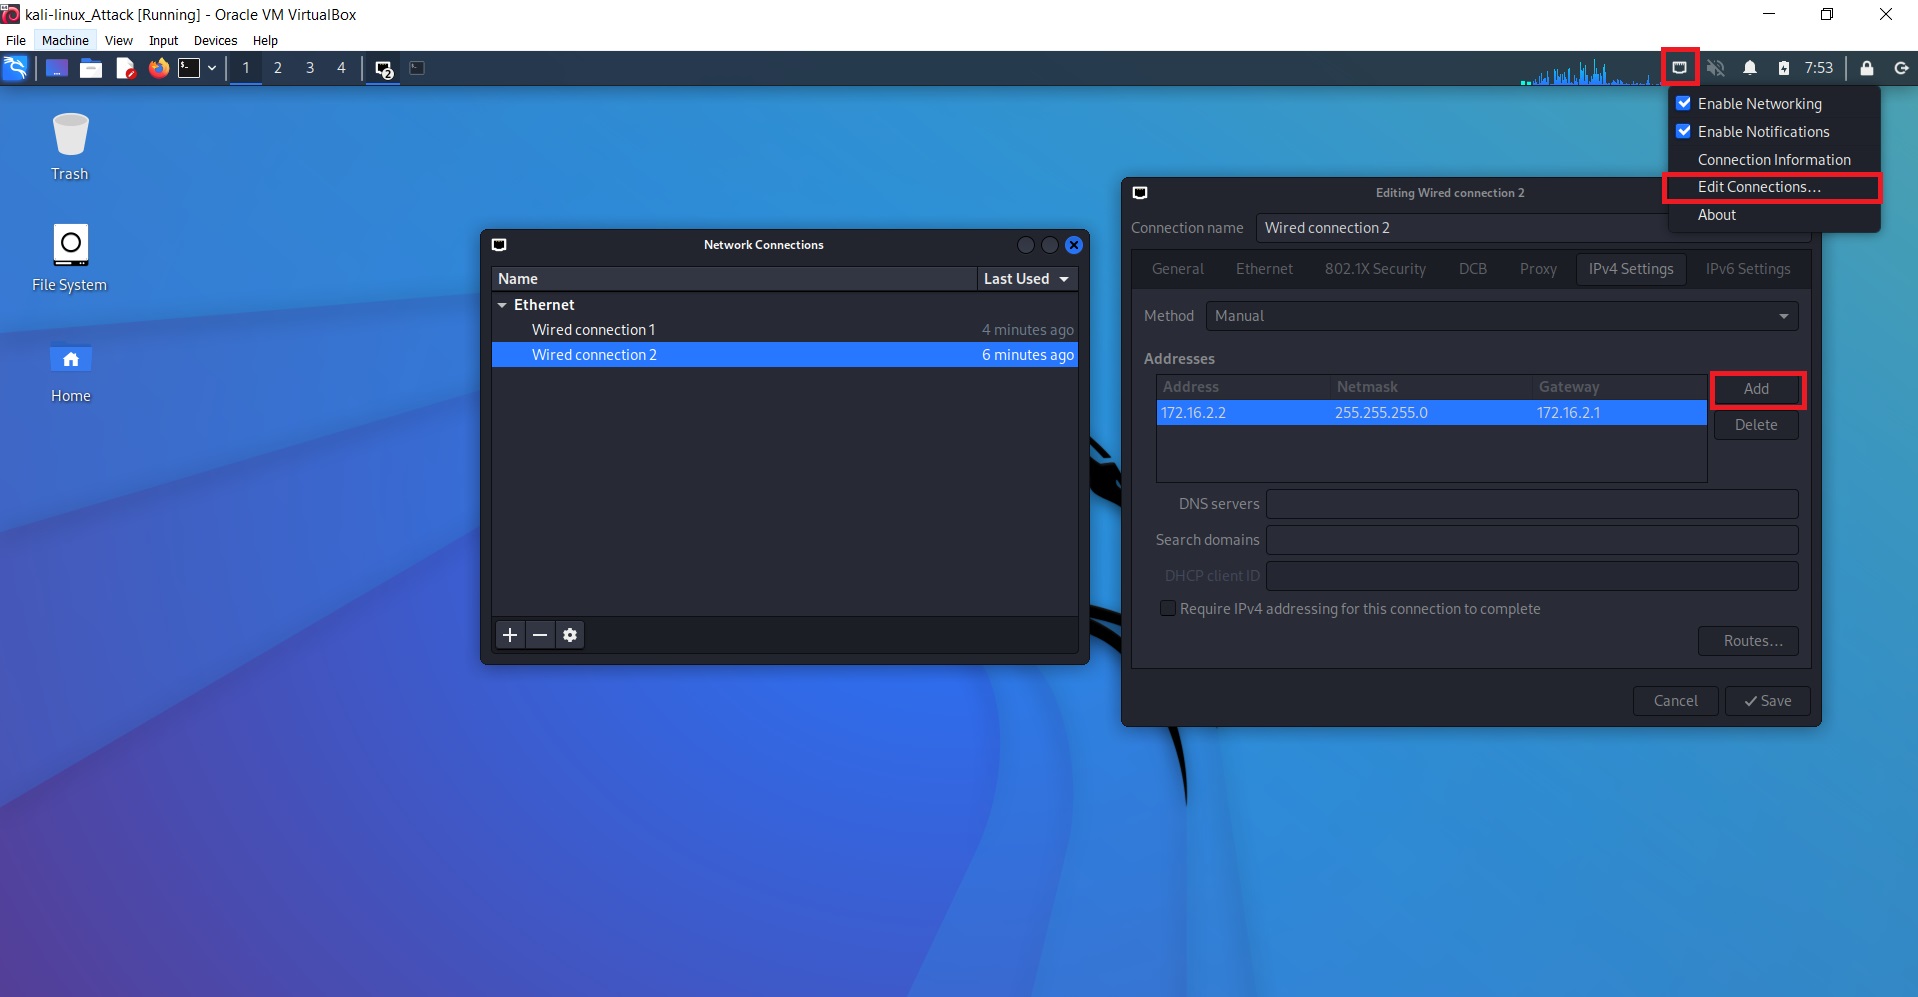 kali-linux_Attack [Running] - Oracle VM VirtualBox
File Machine View Input Devices Help
1 2 3 4 2 7:53
Enable Networking
Enable Notifications
Connection Information
Edit Connections...
About
Trash
File System
Home
Network Connections
Name Last Used
Ethernet
Wired connection 1 4 minutes ago
Wired connection 2 6 minutes ago
Editing Wired connection 2
Connection name Wired connection 2
General Ethernet 802.1X Security DCB Proxy IPv4 Settings IPv6 Settings
Method Manual
Addresses
Address Netmask Gateway Add
172.16.2.2 255.255.255.0 172.16.2.1
Delete
DNS servers
Search domains
DHCP client ID
Require IPv4 addressing for this connection to complete
Routes...
Cancel Save